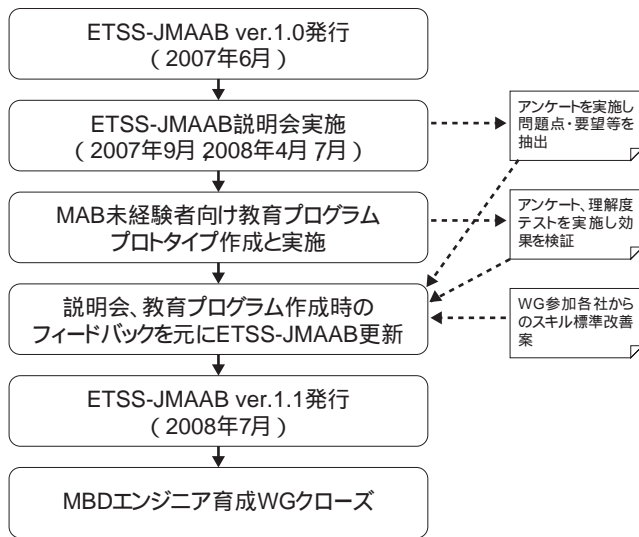 ETSS-JMAAB ver.1.0発行
（2007年6月）
ETSS-JMAAB説明会実施
（2007年9月 2008年4月 7月）
アンケートを実施し
問題点・要望等を
抽出
MAB未経験者向け教育プログラム
プロトタイプ作成と実施
アンケート、理解度
テストを実施し効
果を検証
説明会、教育プログラム作成時の
フィードバックを元にETSS-JMAAB更新
WG参加各社から
のスキル標準改善
案
ETSS-JMAAB ver.1.1発行
（2008年7月）
MBDエンジニア育成WGクローズ